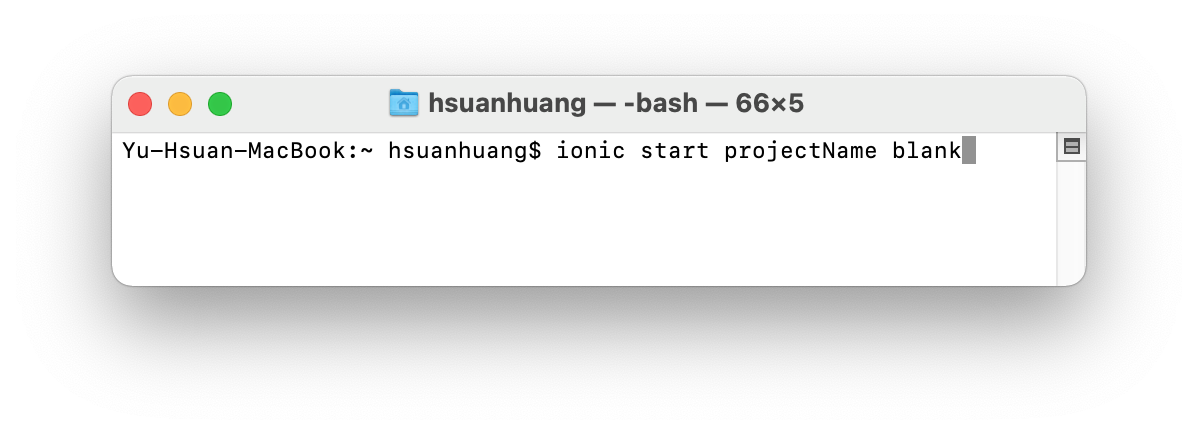 hsuanhuang — -bash — 66×5
Yu-Hsuan-MacBook:~ hsuanhuang$ ionic start projectName blank